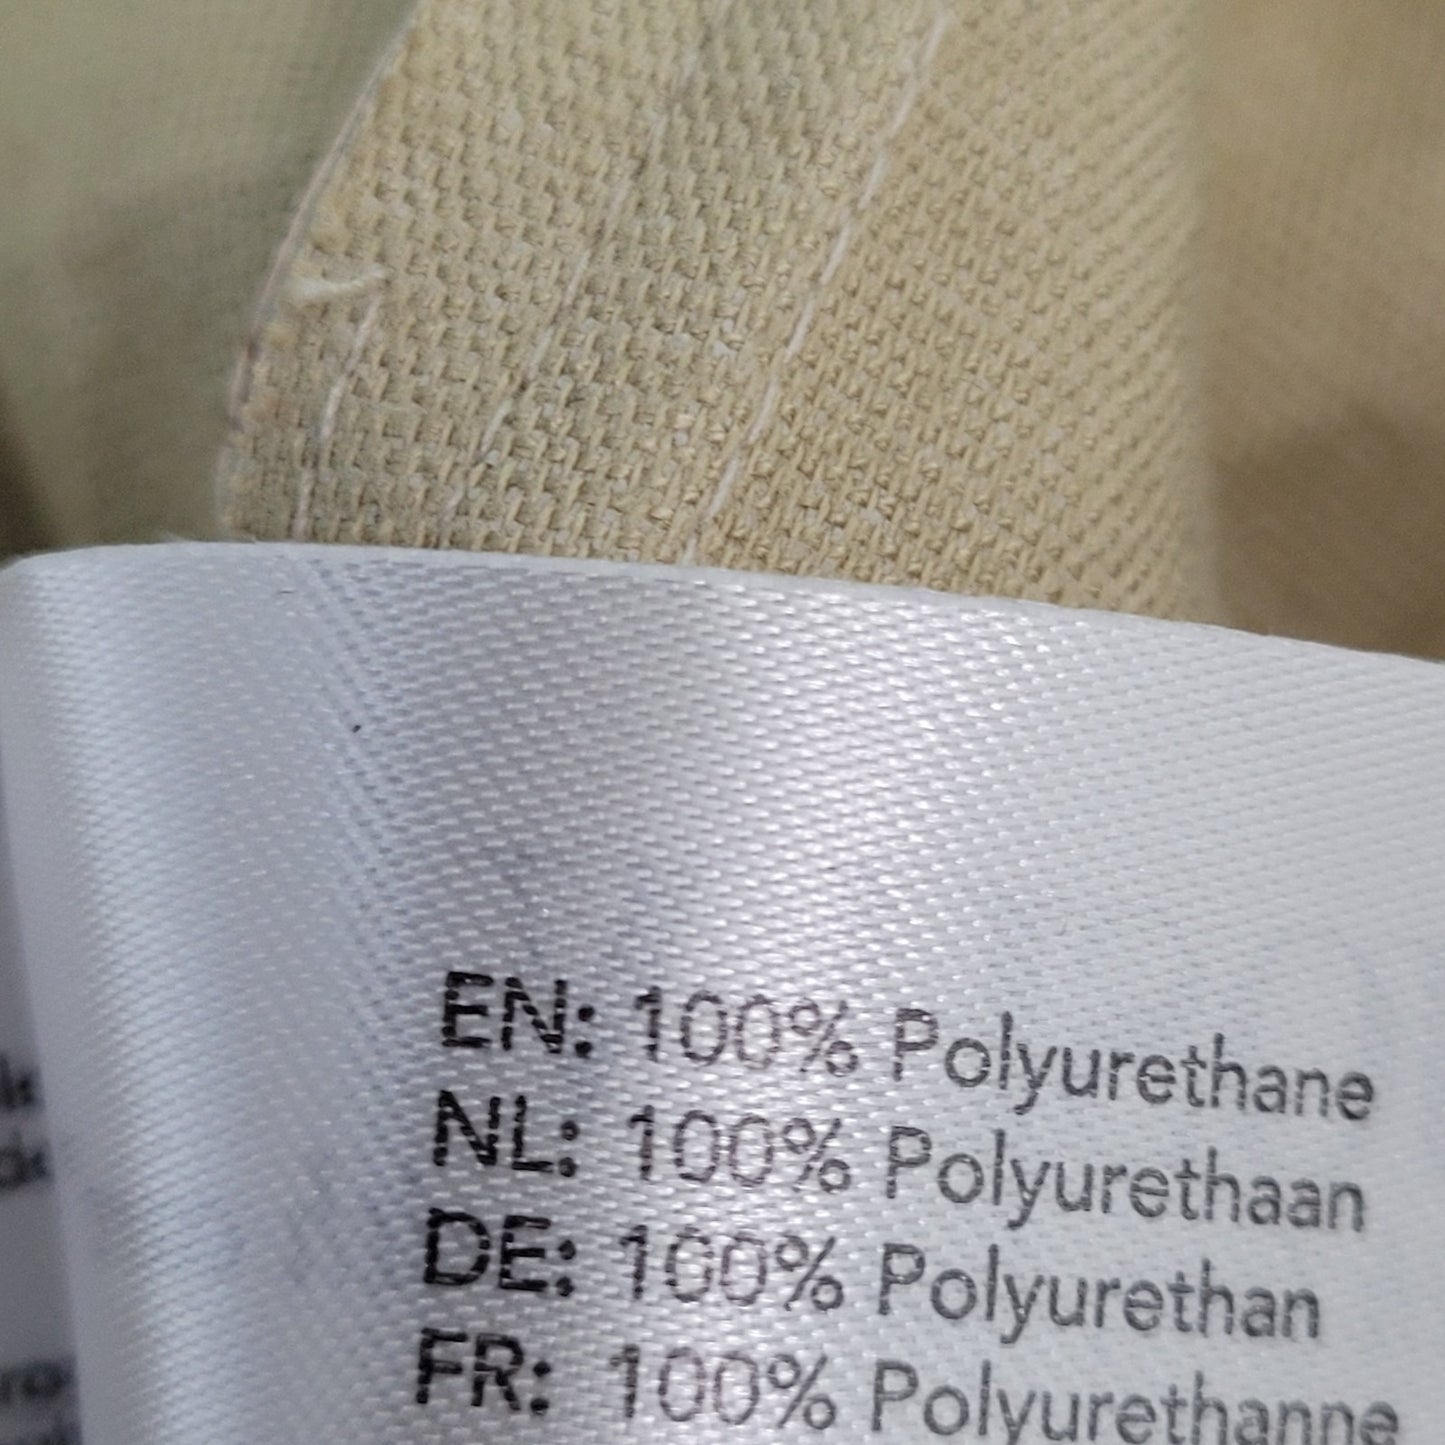 EN: 100% Polyurethane
NL: 100% Polyurethaan
DE: 100% Polyurethan
FR: 100% Polyurethanne